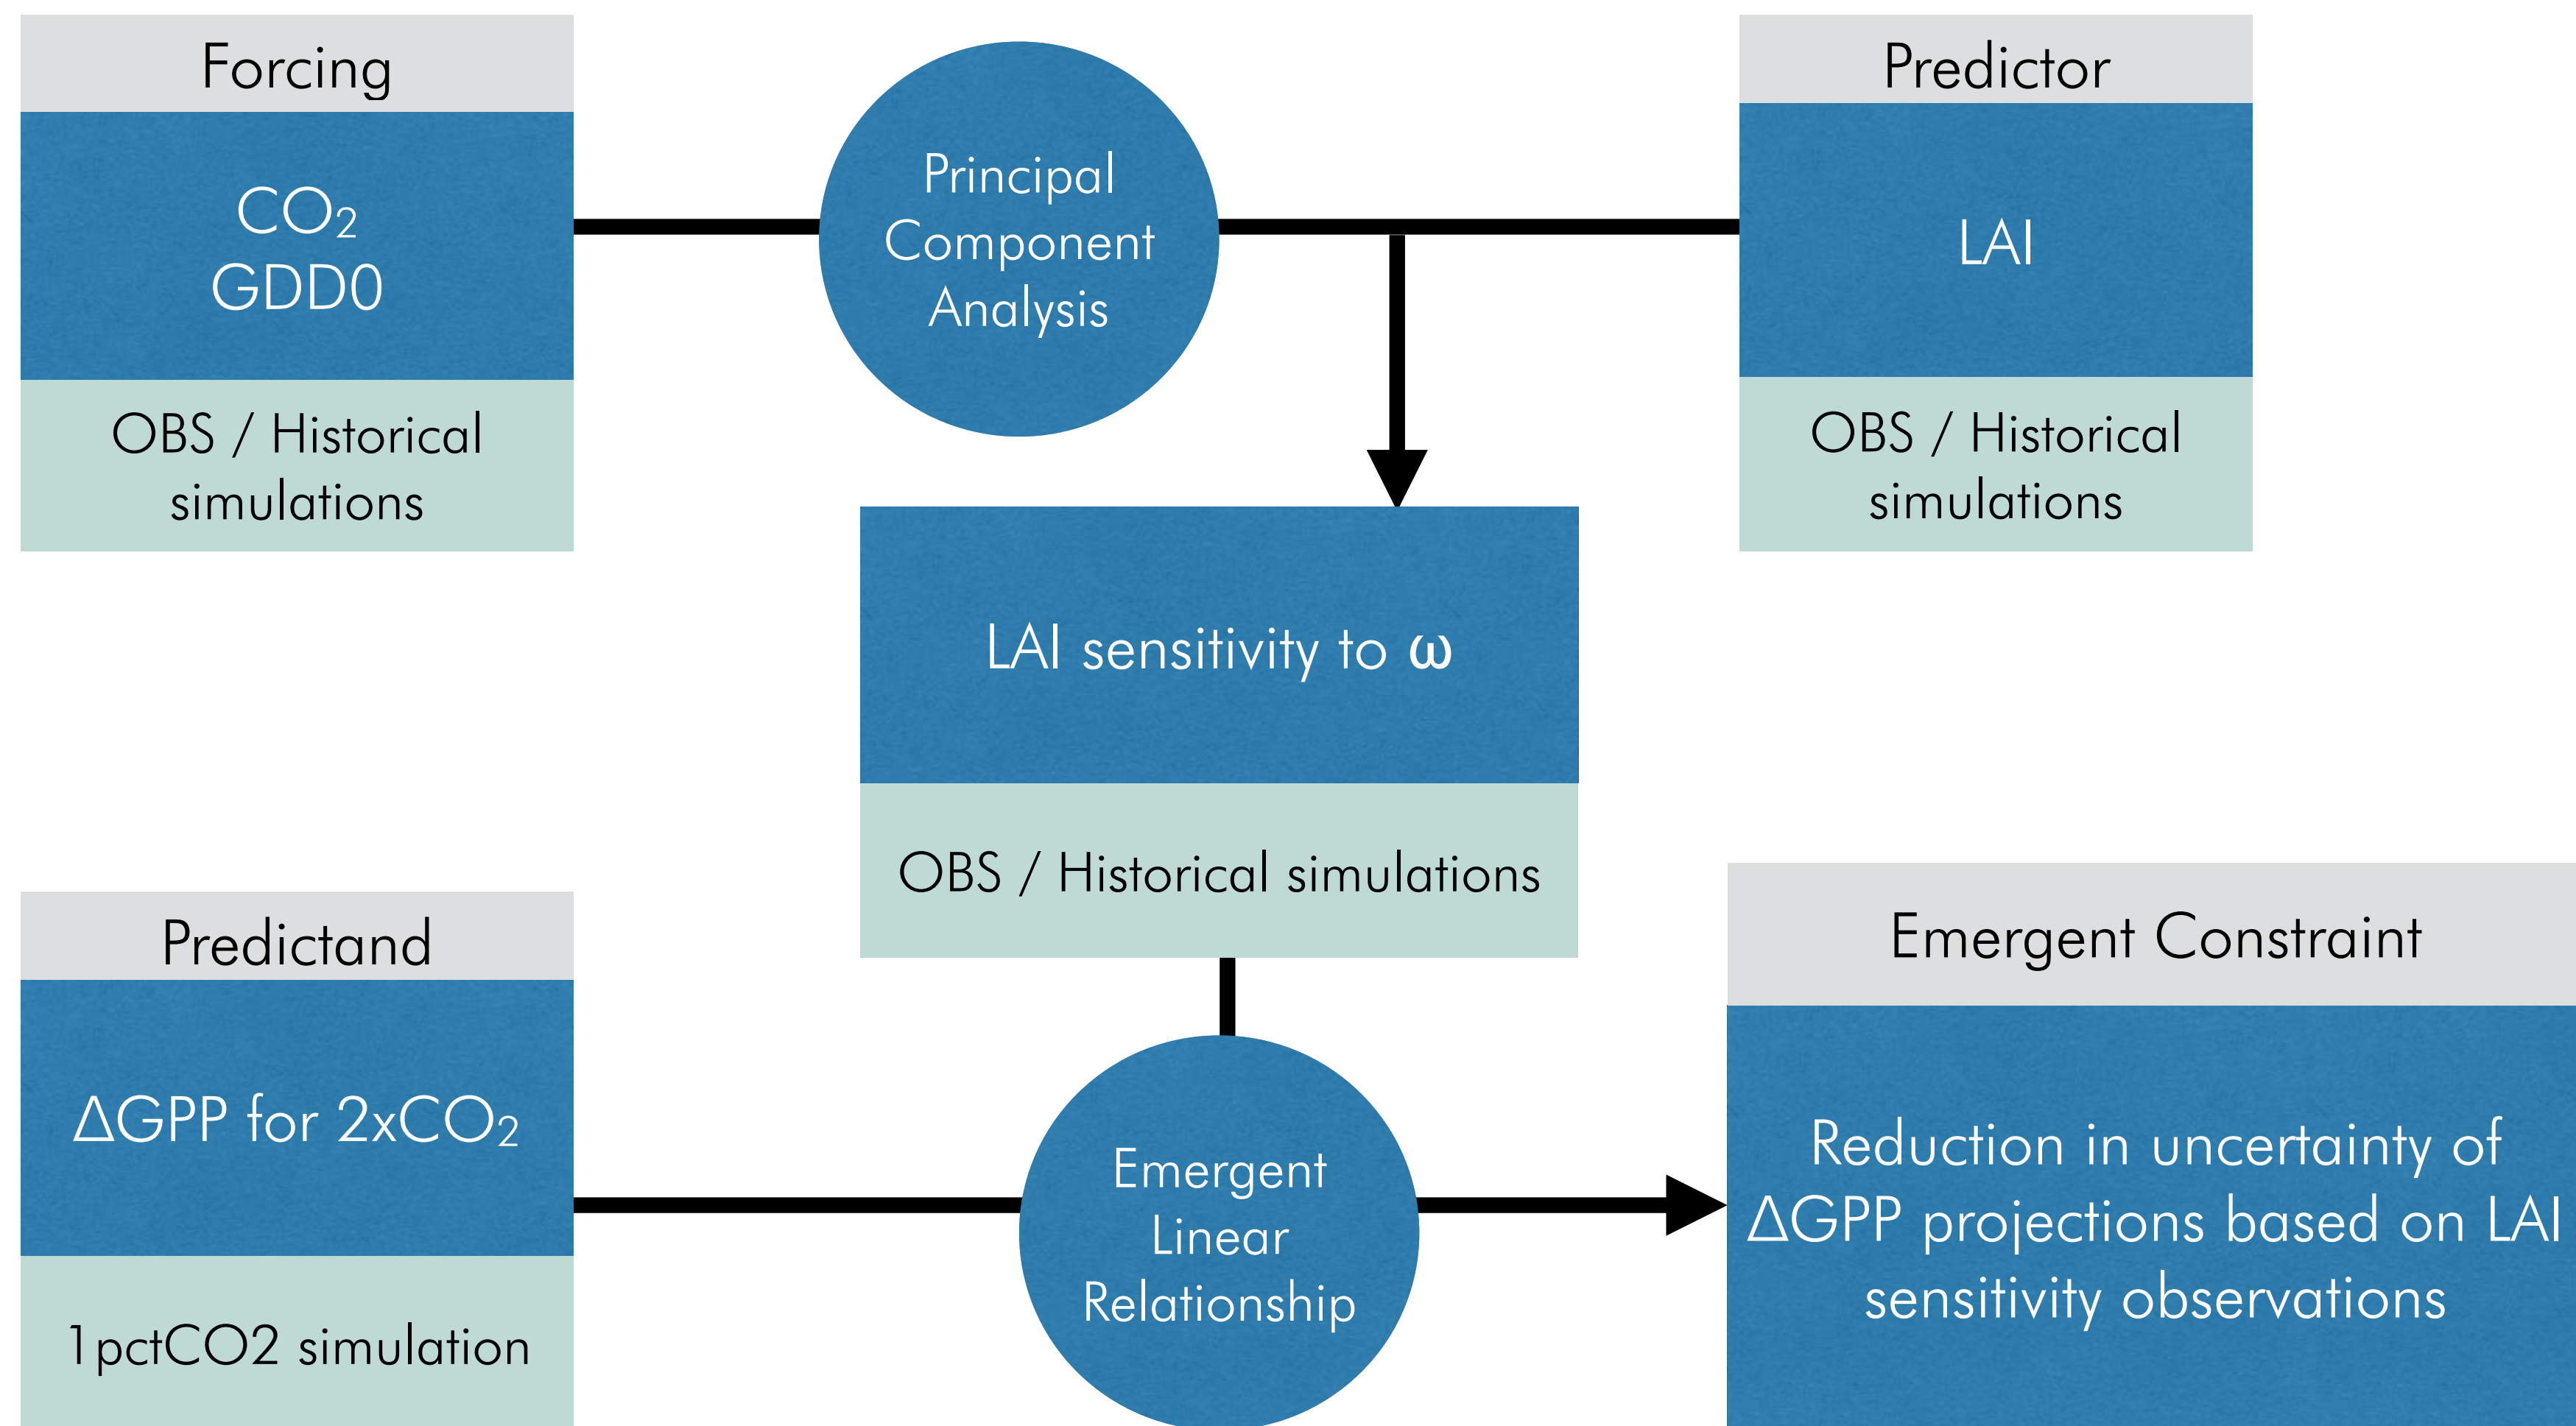 Forcing
CO₂
GDD0
OBS / Historical
simulations
Principal
Component
Analysis
Predictor
LAI
OBS / Historical
simulations
LAI sensitivity to ω
OBS / Historical simulations
Predictand
ΔGPP for 2xCO₂
1pctCO2 simulation
Emergent
Linear
Relationship
Emergent Constraint
Reduction in uncertainty of
ΔGPP projections based on LAI
sensitivity observations